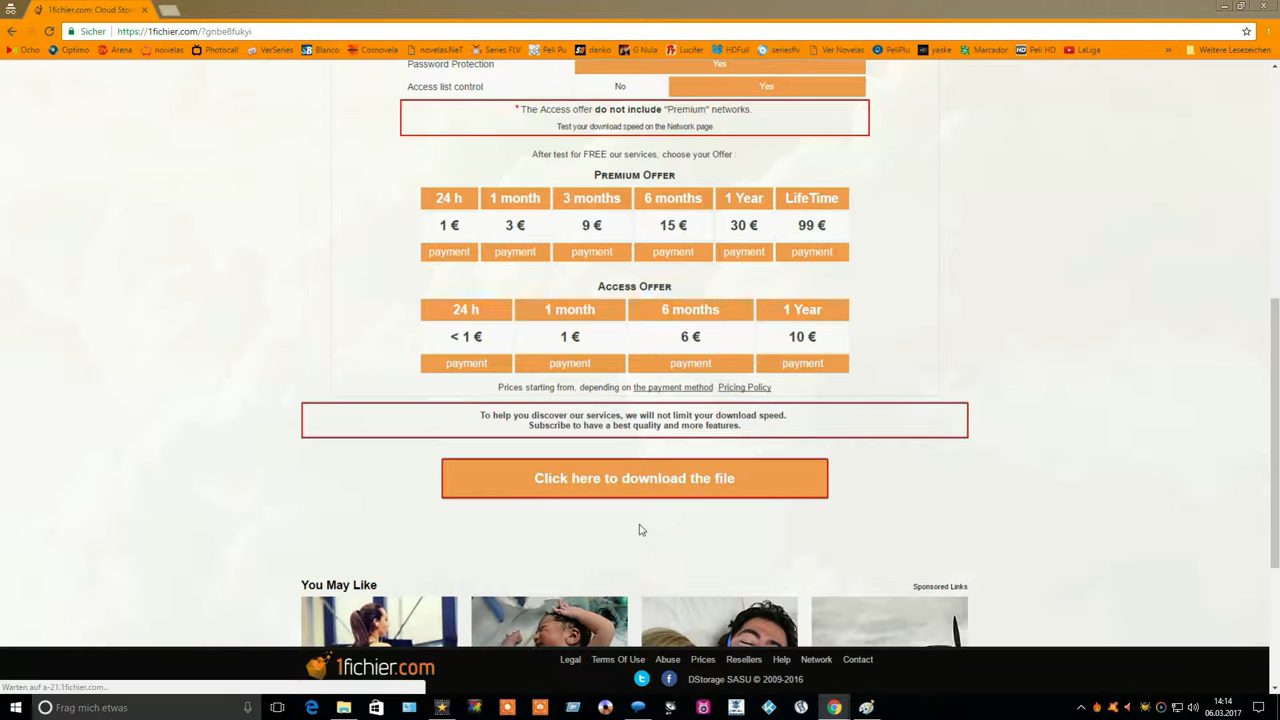 1fichier.com: Cloud Stor
Sicher https://1fichier.com/?gnbe8fukyi
Ocho Optimo Arena noivelas Photocat VerSeries Blanco Cosnovela novelas.NeT Series FLV Peli Pu danko G Nula Lucifer HDFull seriesflv Ver Novelas PeliPlu yaske Marcador Peli HD LaLiga » Weitere Lesezeichen
Password Protection Yes
Access list control No Yes
* The Access offer do not include "Premium" networks.
Test your download speed on the Network page
After test for FREE our services, choose your Offer :
PREMIUM OFFER
24 h 1 month 3 months 6 months 1 Year LifeTime
1 € 3 € 9 € 15 € 30 € 99 €
payment payment payment payment payment payment
ACCESS OFFER
24 h 1 month 6 months 1 Year
< 1 € 1 € 6 € 10 €
payment payment payment payment
Prices starting from, depending on the payment method Pricing Policy
To help you discover our services, we will not limit your download speed.
Subscribe to have a best quality and more features.
Click here to download the file
You May Like Sponsored Links
1fichier.com
Legal Terms Of Use Abuse Prices Resellers Help Network Contact
DStorage SASU © 2009-2016
Warten auf a-21.1fichier.com...
Frag mich etwas
14:14
06.03.2017